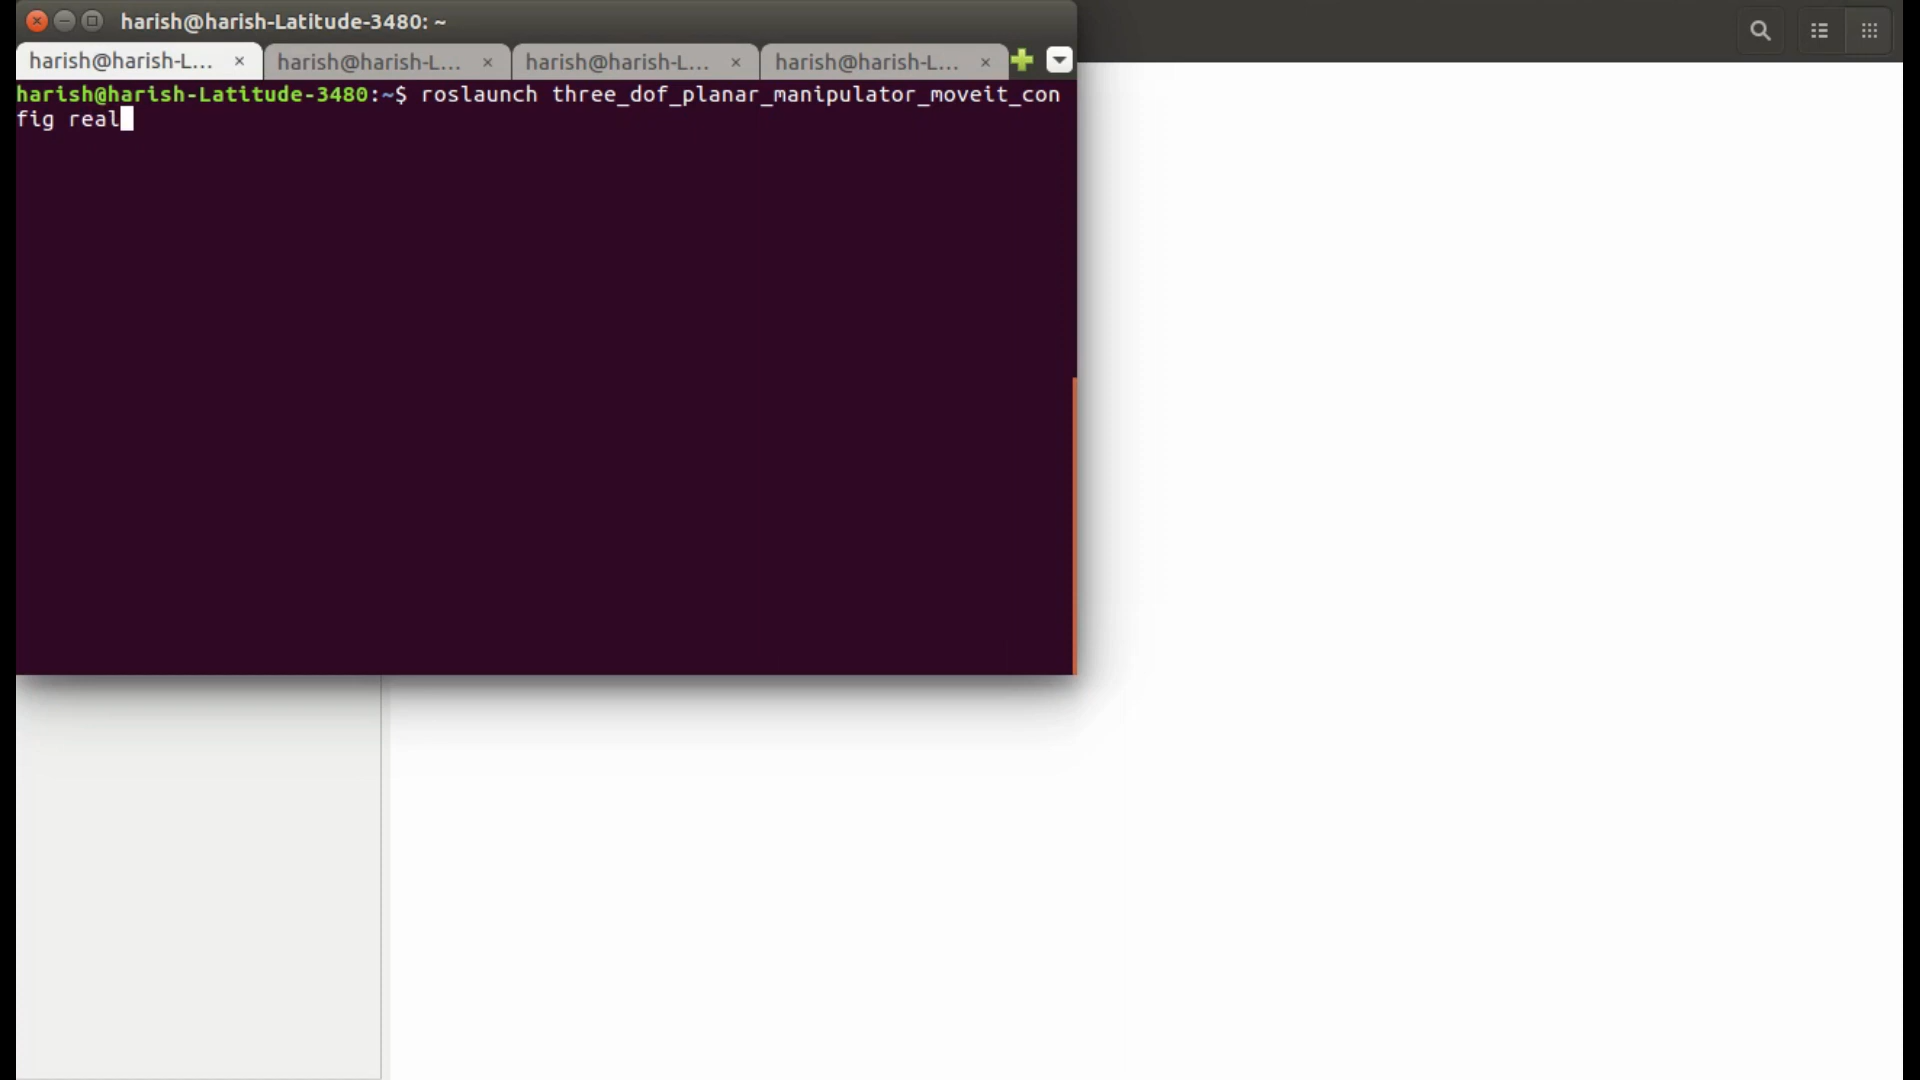 harish@harish-Latitude-3480: ~
harish@harish-L... harish@harish-L... harish@harish-L... harish@harish-L...
harish@harish-Latitude-3480:~$ roslaunch three_dof_planar_manipulator_moveit_con
fig real